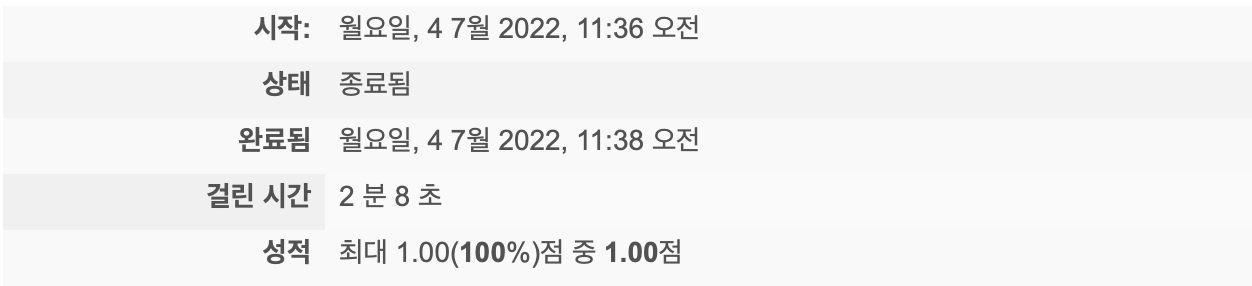 시작: 월요일, 4 7월 2022, 11:36 오전
상태 종료됨
완료됨 월요일, 4 7월 2022, 11:38 오전
걸린 시간 2 분 8 초
성적 최대 1.00(100%)점 중 1.00점